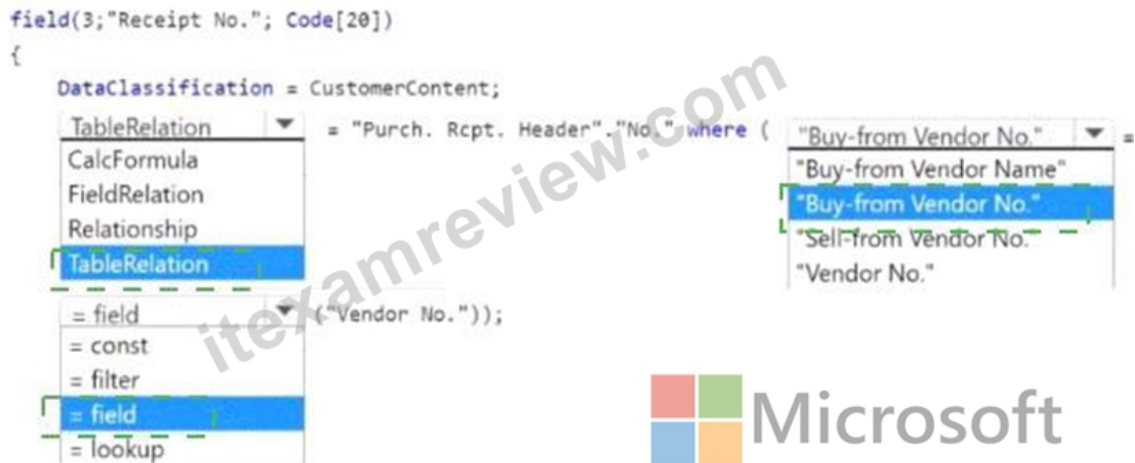 field(3;"Receipt No."; Code[20])
{
DataClassification = CustomerContent;
TableRelation = "Purch. Rcpt. Header"."No." where ( "Buy-from Vendor No." =
CalcFormula
FieldRelation
Relationship
TableRelation
"Buy-from Vendor Name"
"Buy-from Vendor No."
"Sell-from Vendor No."
"Vendor No."
= field ("Vendor No."));
= const
= filter
= field
= lookup
itexamreview.com
Microsoft